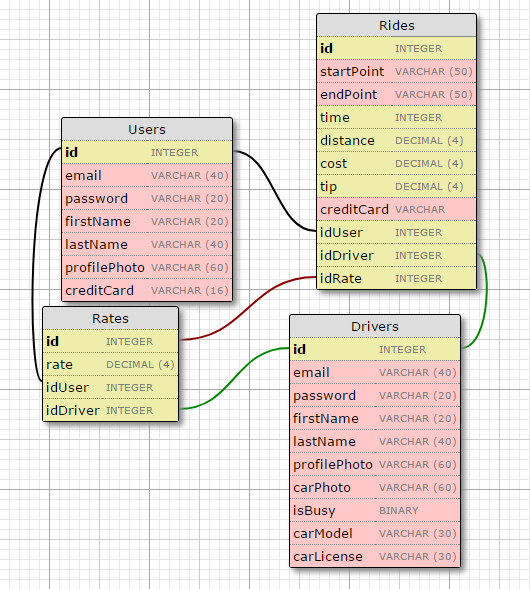 Rides
id INTEGER
startPoint VARCHAR (50)
endPoint VARCHAR (50)
time INTEGER
distance DECIMAL (4)
cost DECIMAL (4)
tip DECIMAL (4)
creditCard VARCHAR
idUser INTEGER
idDriver INTEGER
idRate INTEGER
Users
id INTEGER
email VARCHAR (40)
password VARCHAR (20)
firstName VARCHAR (20)
lastName VARCHAR (40)
profilePhoto VARCHAR (60)
creditCard VARCHAR (16)
Rates
id INTEGER
rate DECIMAL (4)
idUser INTEGER
idDriver INTEGER
Drivers
id INTEGER
email VARCHAR (40)
password VARCHAR (20)
firstName VARCHAR (20)
lastName VARCHAR (40)
profilePhoto VARCHAR (60)
carPhoto VARCHAR (60)
isBusy BINARY
carModel VARCHAR (30)
carLicense VARCHAR (30)